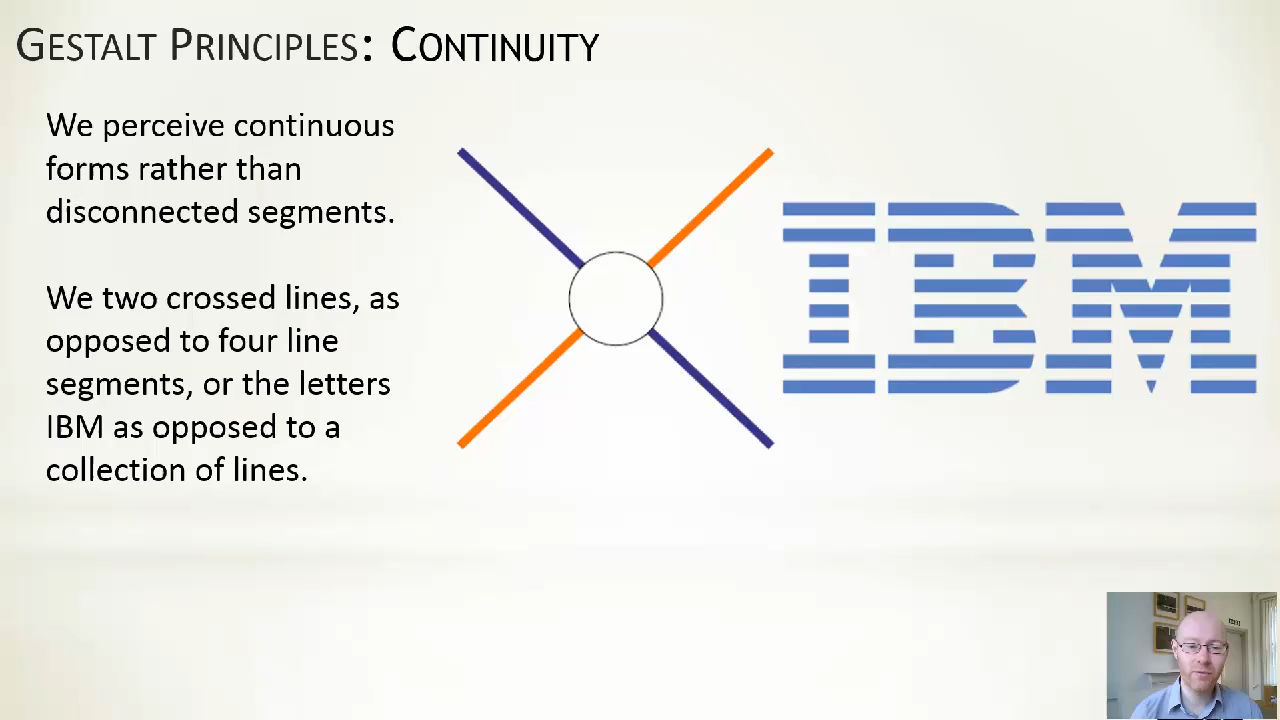 Gestalt Principles: Continuity
We perceive continuous
forms rather than
disconnected segments.
We two crossed lines, as
opposed to four line
segments, or the letters
IBM as opposed to a
collection of lines.
IBM